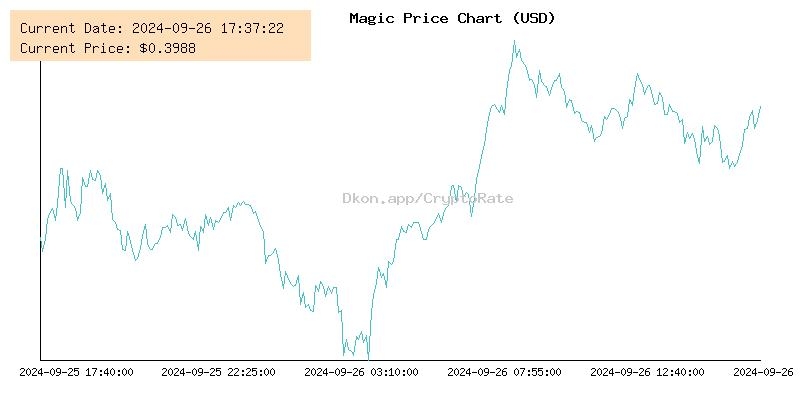 Magic Price Chart (USD)
Current Date: 2024-09-26 17:37:22
Current Price: $0.3988
Dkon.app/CryptoRate
2024-09-25 17:40:00 2024-09-25 22:25:00 2024-09-26 03:10:00 2024-09-26 07:55:00 2024-09-26 12:40:00 2024-09-26